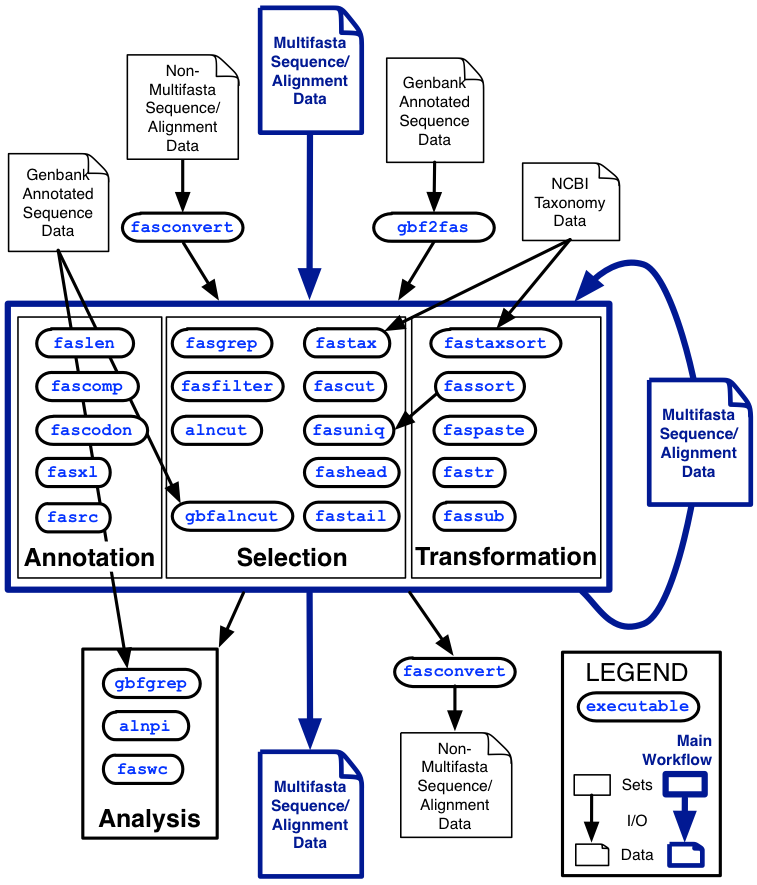 Multifasta
Sequence/
Alignment
Data
Non-
Multifasta
Sequence/
Alignment
Data
Genbank
Annotated
Sequence
Data
Genbank
Annotated
Sequence
Data
NCBI
Taxonomy
Data
fasconvert
gbf2fas
faslen
fascomp
fascodon
fasxl
fasrc
Annotation
fasgrep
fasfilter
alncut
gbfalncut
fastax
fascut
fasuniq
fashead
fastail
Selection
fastaxsort
fassort
faspaste
fastr
fassub
Transformation
Multifasta
Sequence/
Alignment
Data
gbfgrep
alnpi
faswc
Analysis
Multifasta
Sequence/
Alignment
Data
fasconvert
Non-
Multifasta
Sequence/
Alignment
Data
LEGEND
executable
Main
Workflow
Sets
I/O
Data